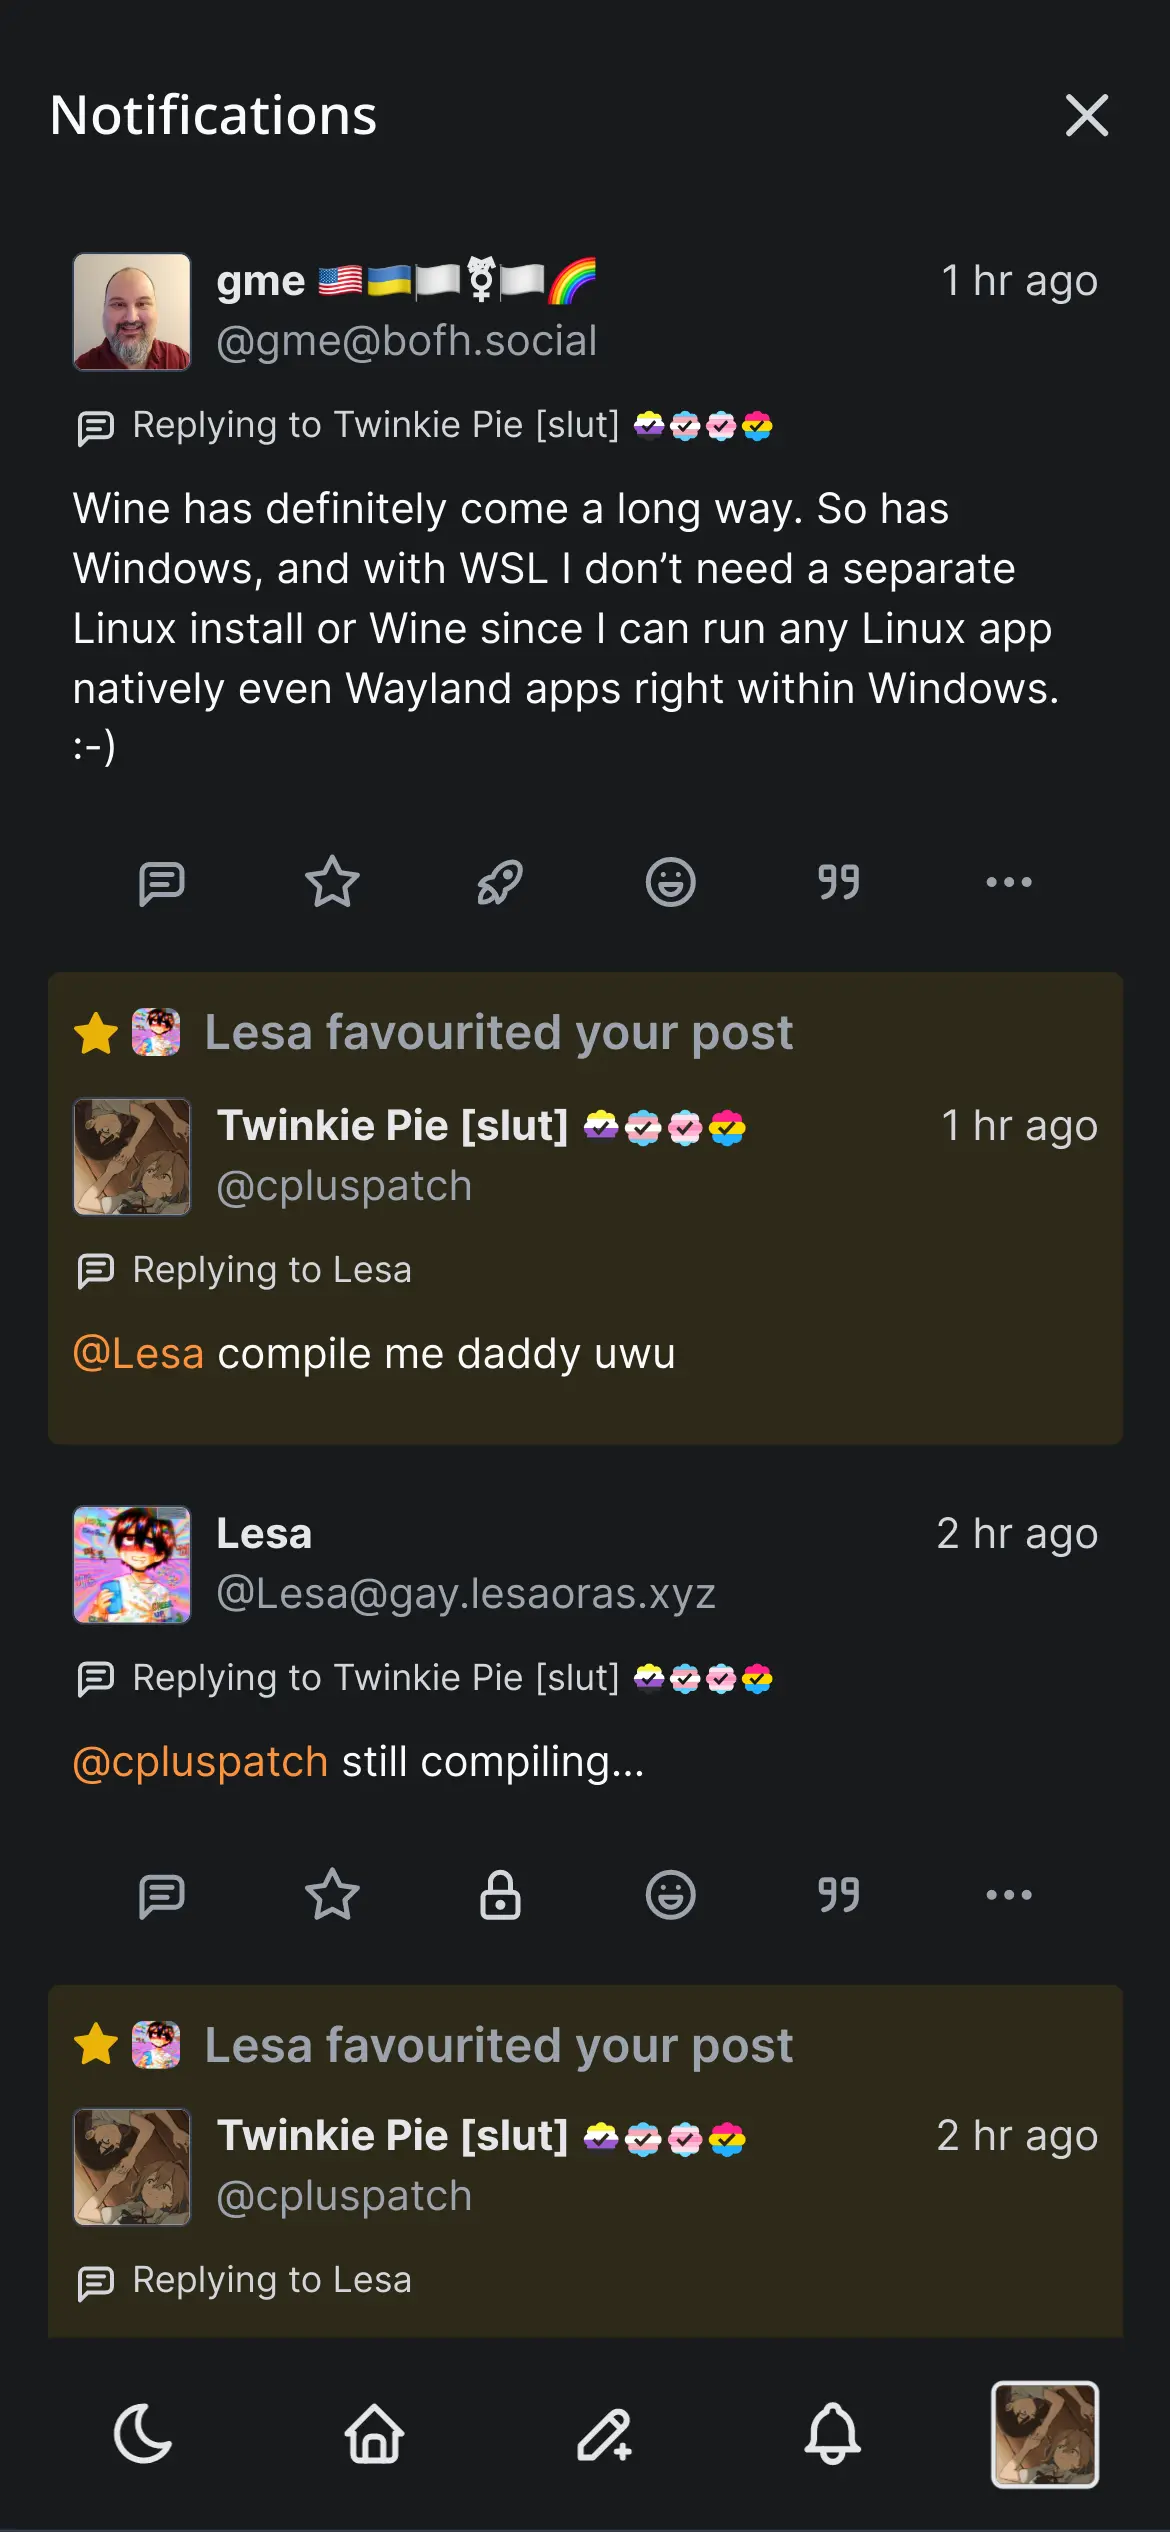 Notifications
gme 🇺🇸🇺🇦🏳️⚧🏳️🌈
1 hr ago
@gme@bofh.social
Replying to Twinkie Pie [slut]
Wine has definitely come a long way. So has
Windows, and with WSL I don’t need a separate
Linux install or Wine since I can run any Linux app
natively even Wayland apps right within Windows.
:-)
Lesa favourited your post
Twinkie Pie [slut]
1 hr ago
@cpluspatch
Replying to Lesa
@Lesa compile me daddy uwu
Lesa
2 hr ago
@Lesa@gay.lesaoras.xyz
Replying to Twinkie Pie [slut]
@cpluspatch still compiling...
Lesa favourited your post
Twinkie Pie [slut]
2 hr ago
@cpluspatch
Replying to Lesa